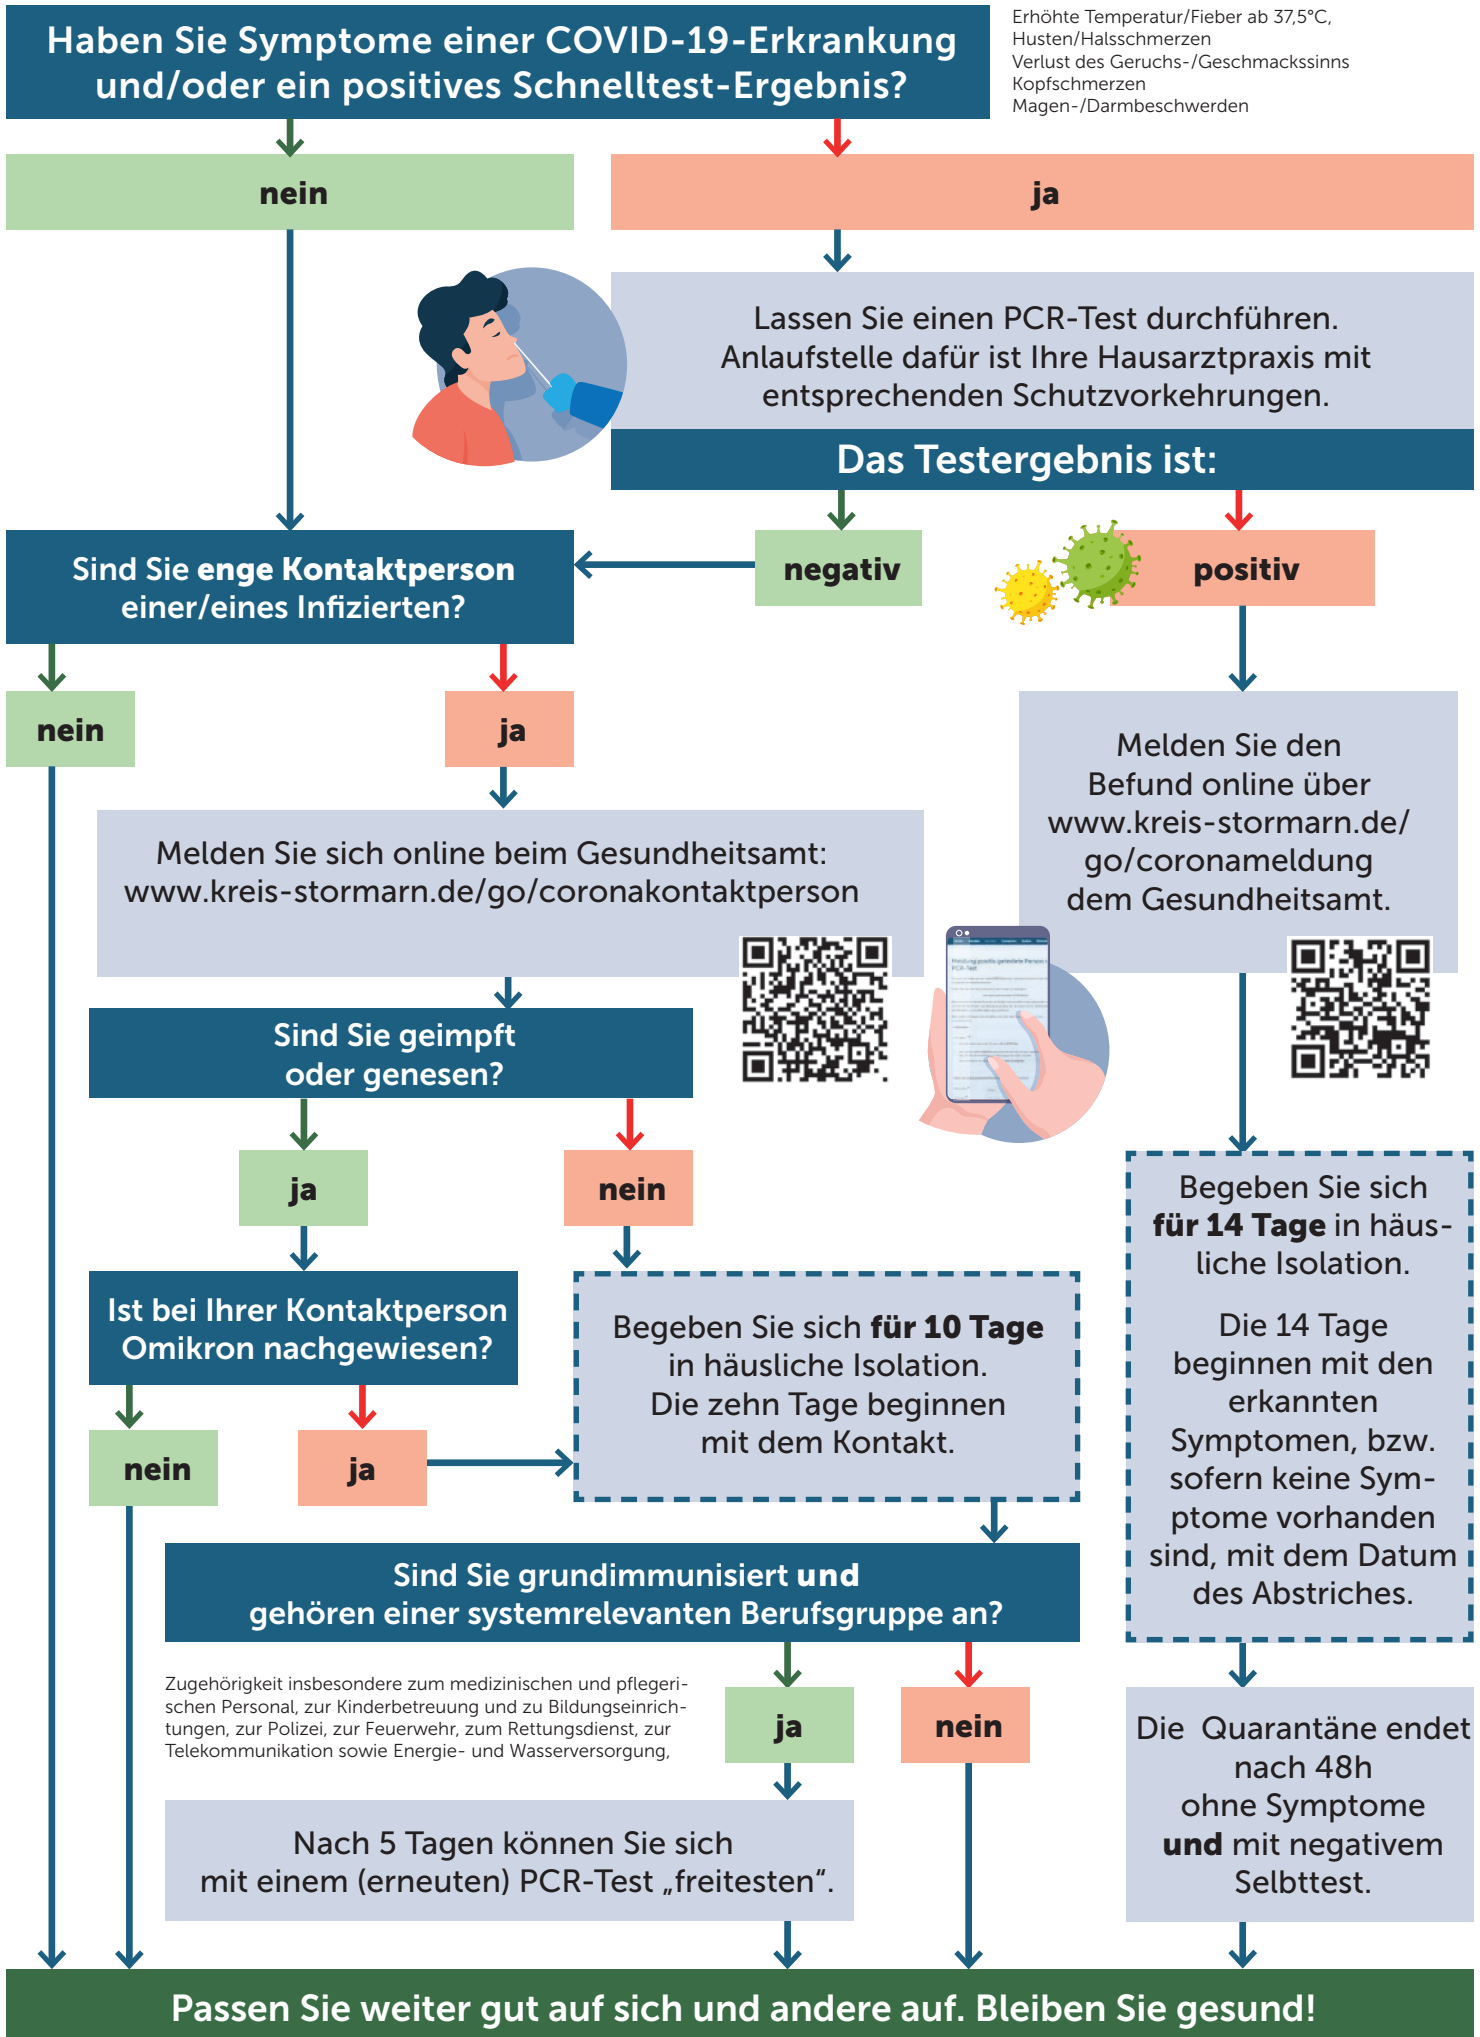 Haben Sie Symptome einer COVID-19-Erkrankung
und/oder ein positives Schnelltest-Ergebnis?
Erhöhte Temperatur/Fieber ab 37,5°C,
Husten/Halsschmerzen
Verlust des Geruchs-/Geschmackssinns
Kopfschmerzen
Magen-/Darmbeschwerden
nein
ja
Lassen Sie einen PCR-Test durchführen.
Anlaufstelle dafür ist Ihre Hausarztpraxis mit
entsprechenden Schutzvorkehrungen.
Das Testergebnis ist:
negativ
positiv
Sind Sie enge Kontaktperson
einer/eines Infizierten?
nein
ja
Melden Sie den
Befund online über
www.kreis-stormarn.de/
go/coronameldung
dem Gesundheitsamt.
Melden Sie sich online beim Gesundheitsamt:
www.kreis-stormarn.de/go/coronakontaktperson
Meldung positiv getestete Person
PCR-Test
Sind Sie geimpft
oder genesen?
ja
nein
Begeben Sie sich
für 14 Tage in häus-
liche Isolation.
Die 14 Tage
beginnen mit den
erkannten
Symptomen, bzw.
sofern keine Sym-
ptome vorhanden
sind, mit dem Datum
des Abstriches.
Ist bei Ihrer Kontaktperson
Omikron nachgewiesen?
nein
ja
Begeben Sie sich für 10 Tage
in häusliche Isolation.
Die zehn Tage beginnen
mit dem Kontakt.
Sind Sie grundimmunisiert und
gehören einer systemrelevanten Berufsgruppe an?
Zugehörigkeit insbesondere zum medizinischen und pflegeri-
schen Personal, zur Kinderbetreuung und zu Bildungseinrich-
tungen, zur Polizei, zur Feuerwehr, zum Rettungsdienst, zur
Telekommunikation sowie Energie- und Wasserversorgung,
ja
nein
Die  Quarantäne endet
nach 48h
ohne Symptome
und mit negativem
Selbttest.
Nach 5 Tagen können Sie sich
mit einem (erneuten) PCR-Test „freitesten“.
Passen Sie weiter gut auf sich und andere auf. Bleiben Sie gesund!